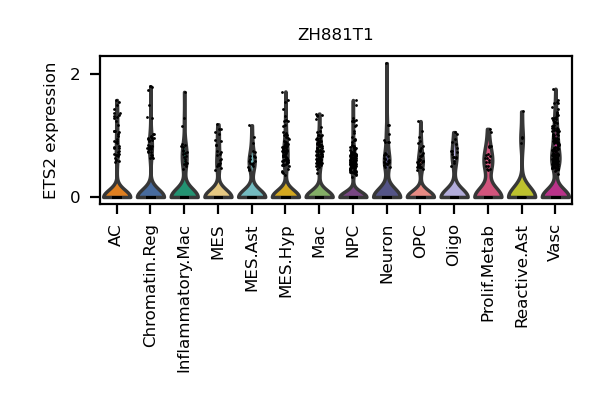 ZH881T1
ETS2 expression
2
0
AC
Chromatin.Reg
Inflammatory.Mac
MES
MES.Ast
MES.Hyp
Mac
NPC
Neuron
OPC
Oligo
Prolif.Metab
Reactive.Ast
Vasc